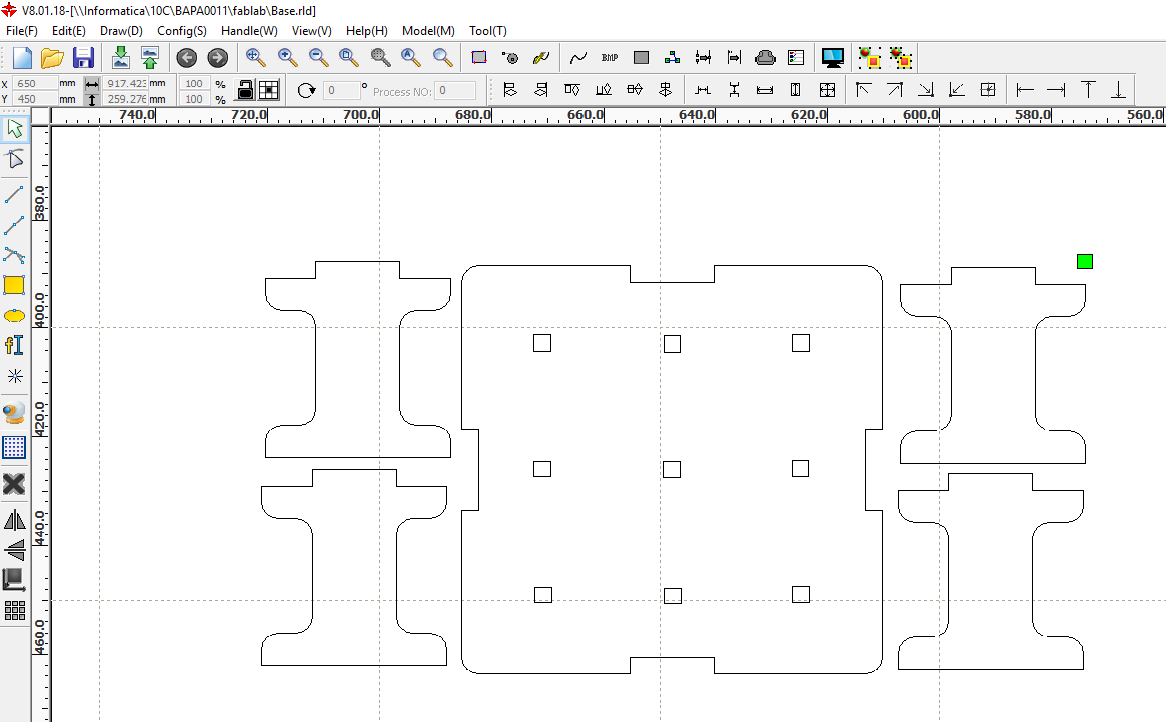 V8.01.18-[\\Informatica\10C\BAPA0011\fablab\Base.rld]
File(F) Edit(E) Draw(D) Config(S) Handle(W) View(V) Help(H) Model(M) Tool(T)
BMP
X 650 mm 917.423 mm 100 %
Y 450 mm 259.276 mm 100 %
0 ° Process NO: 0
740.0 720.0 700.0 680.0 660.0 640.0 620.0 600.0 580.0 560.0
380.0
400.0
420.0
440.0
460.0